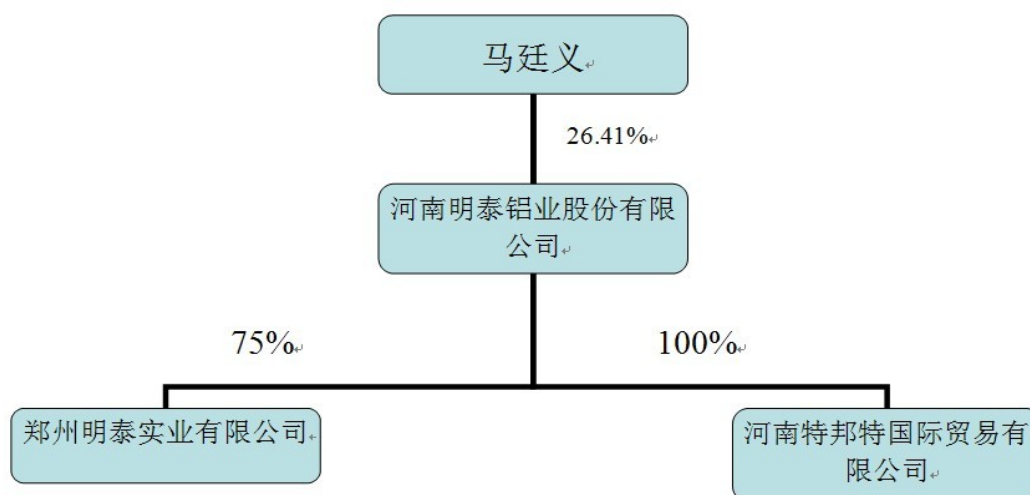 马廷义
26.41%
河南明泰铝业股份有限
公司
75%
100%
郑州明泰实业有限公司
河南特邦特国际贸易有
限公司